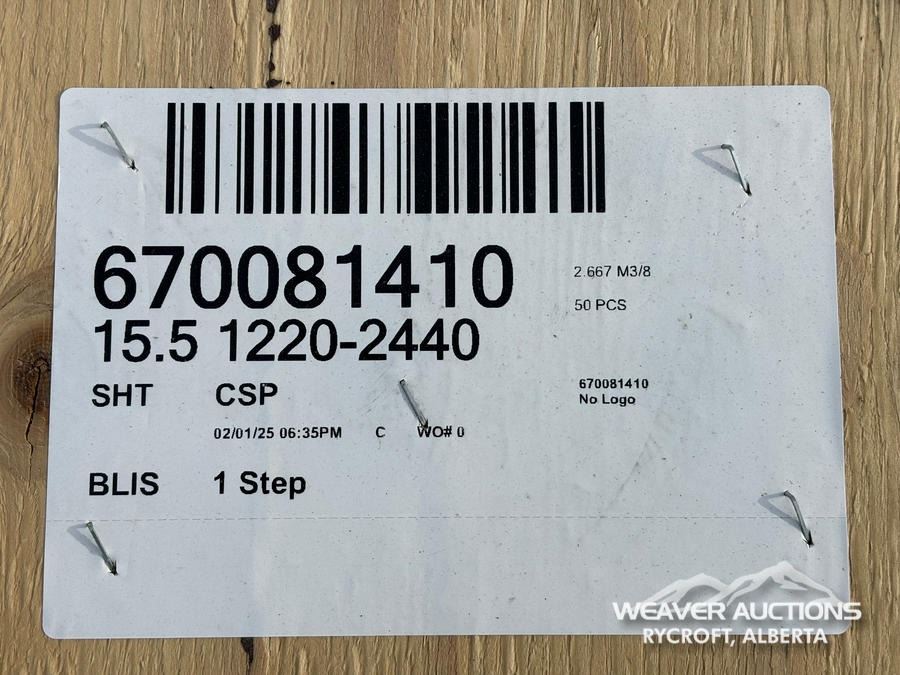 670081410
2.667 M3/8
15.5 1220-2440
50 PCS
SHT CSP
670081410
No Logo
02/01/25 06:35PM C WO# 0
BLIS 1 Step
WEAVER AUCTIONS
RYCROFT, ALBERTA